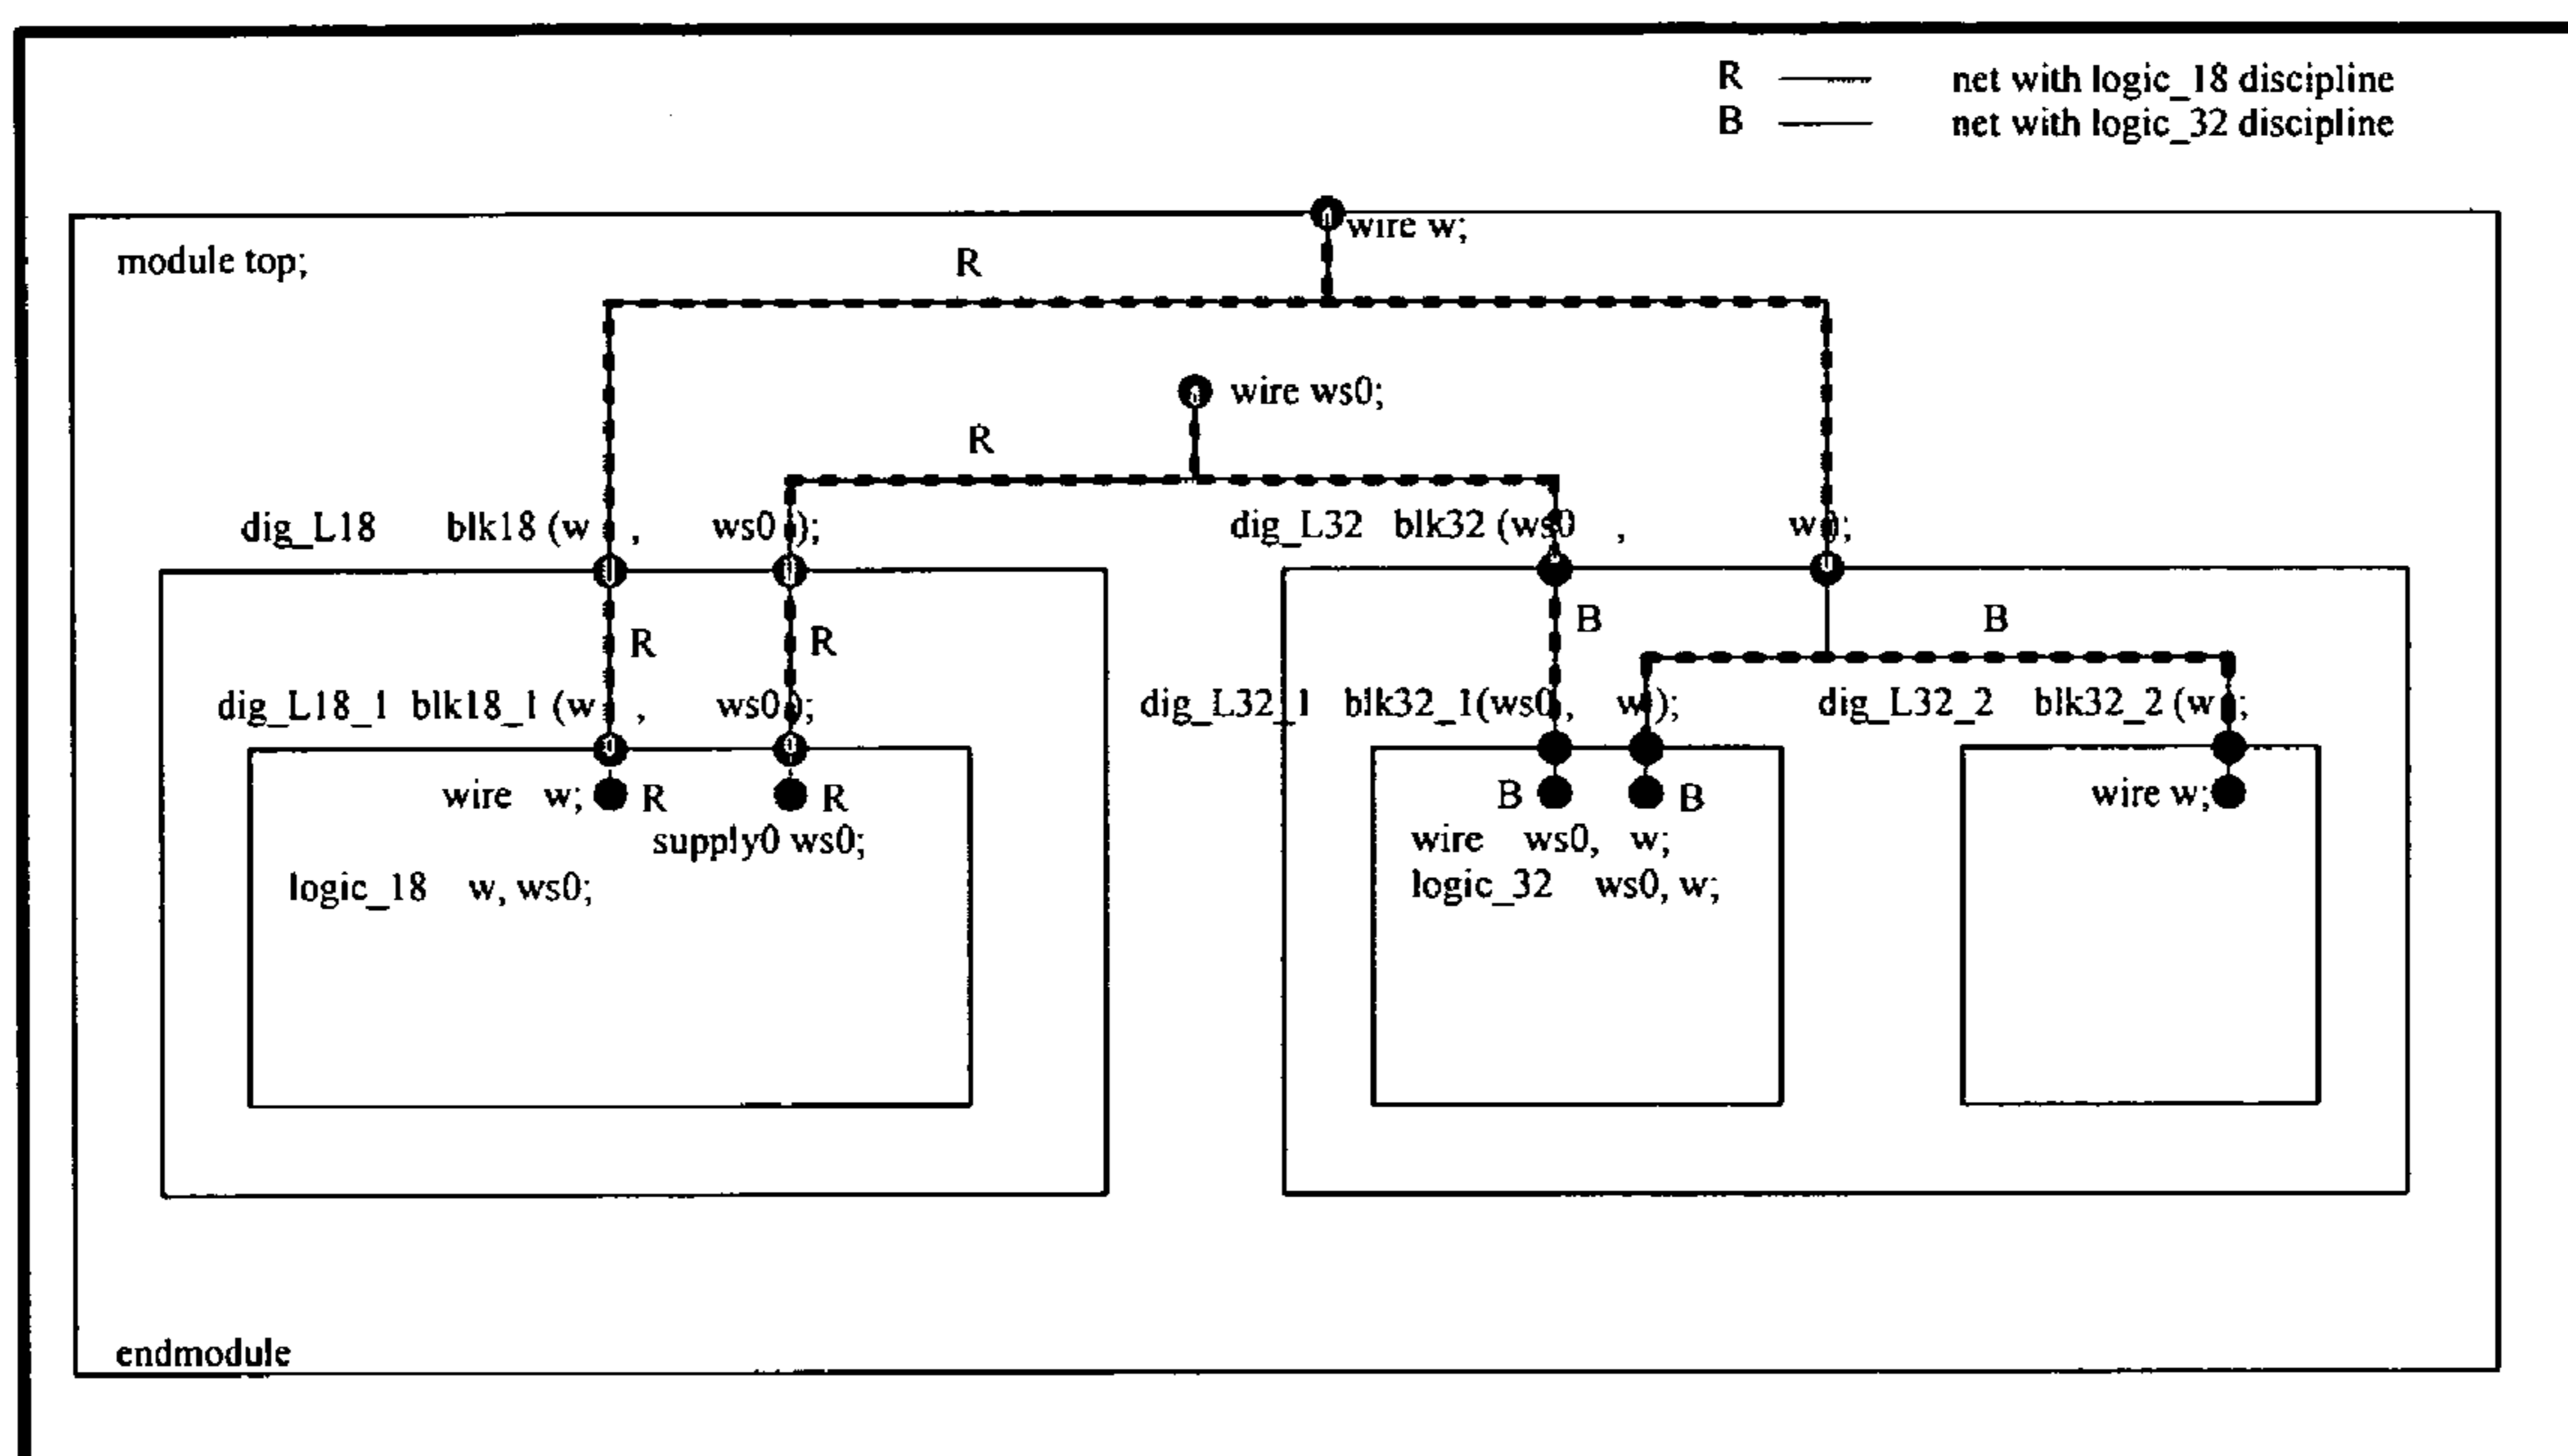 R net with logic_18 discipline
B net with logic_32 discipline
wire w;
module top;
R
wire ws0;
R
dig_L18 blk18 (w , ws0 ); dig_L32 blk32 (ws0 , w );
B B
R R
dig_L18_1 blk18_1 (w , ws0 ); dig_L32_1 blk32_1(ws0 , w ); dig_L32_2 blk32_2 (w );
wire w; R R B B wire w;
supply0 ws0; wire ws0, w;
logic_18 w, ws0; logic_32 ws0, w;
endmodule